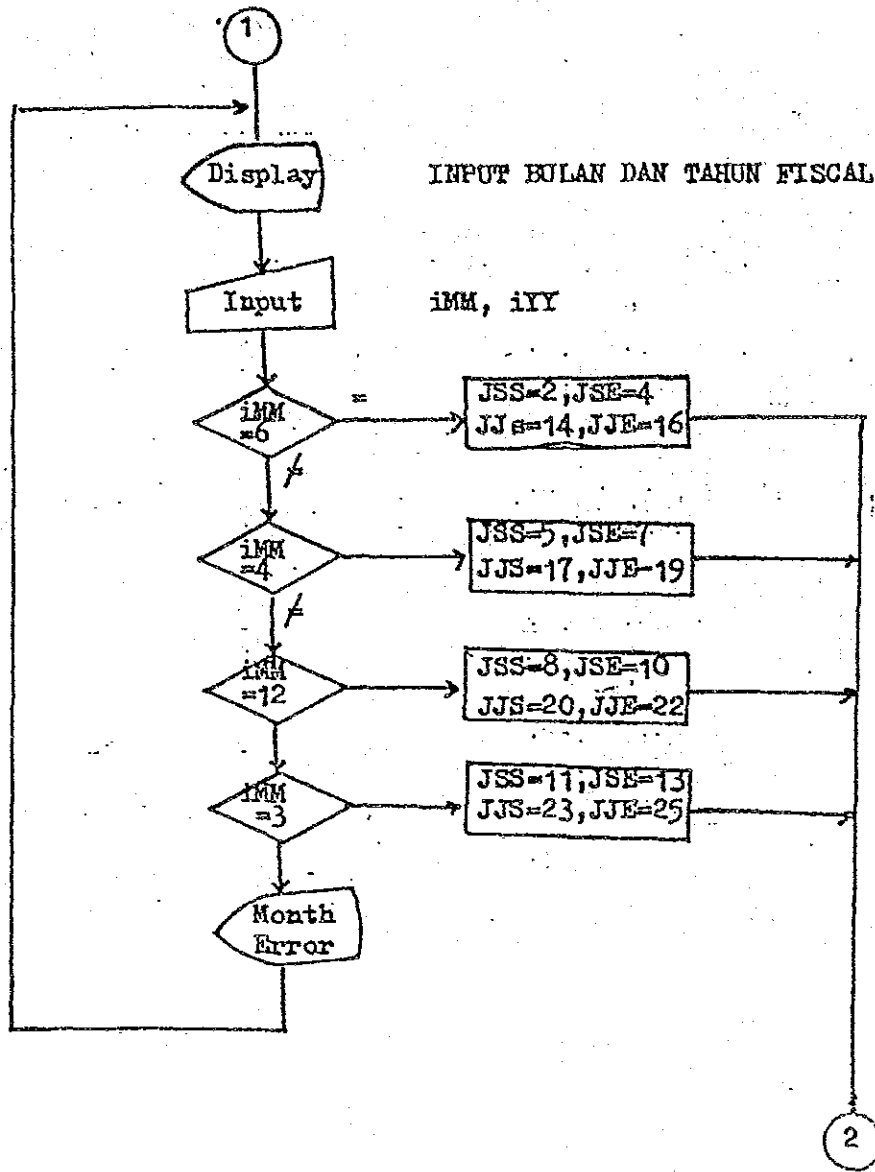 1
Display
INPUT BULAN DAN TAHUN FISCAL
Input
iMM, iYY
iMM
=6
=
JSS=2;JSE=4
JJs=14,JJE=16
≠
iMM
=4
JSS=5,JSE=7
JJS=17,JJE-19
≠
iMM
=12
JSS=8,JSE=10
JJS=20,JJE=22
iMM
=3
JSS=11,JSE=13
JJS=23,JJE=25
Month
Error
2